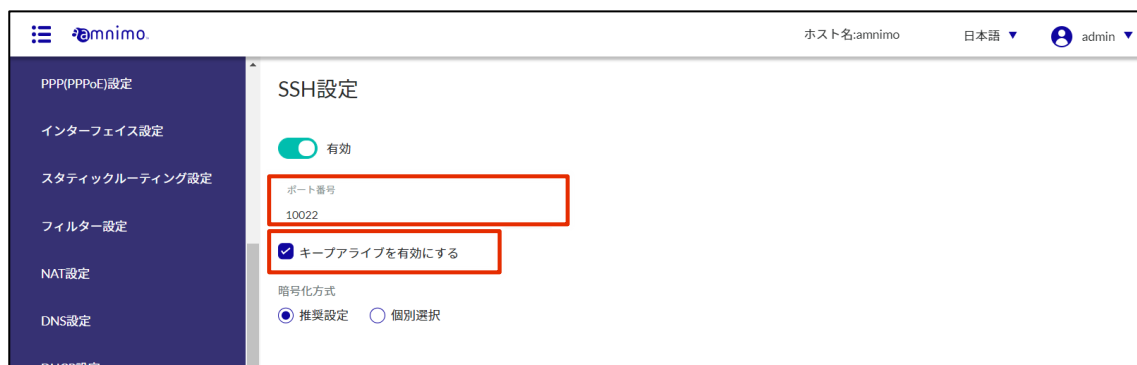 amnimo.
ホスト名:amnimo
日本語
admin
PPP(PPPoE)設定
インターフェイス設定
スタティックルーティング設定
フィルター設定
NAT設定
DNS設定
SSH設定
有効
ポート番号
10022
キープアライブを有効にする
暗号化方式
推奨設定
個別選択